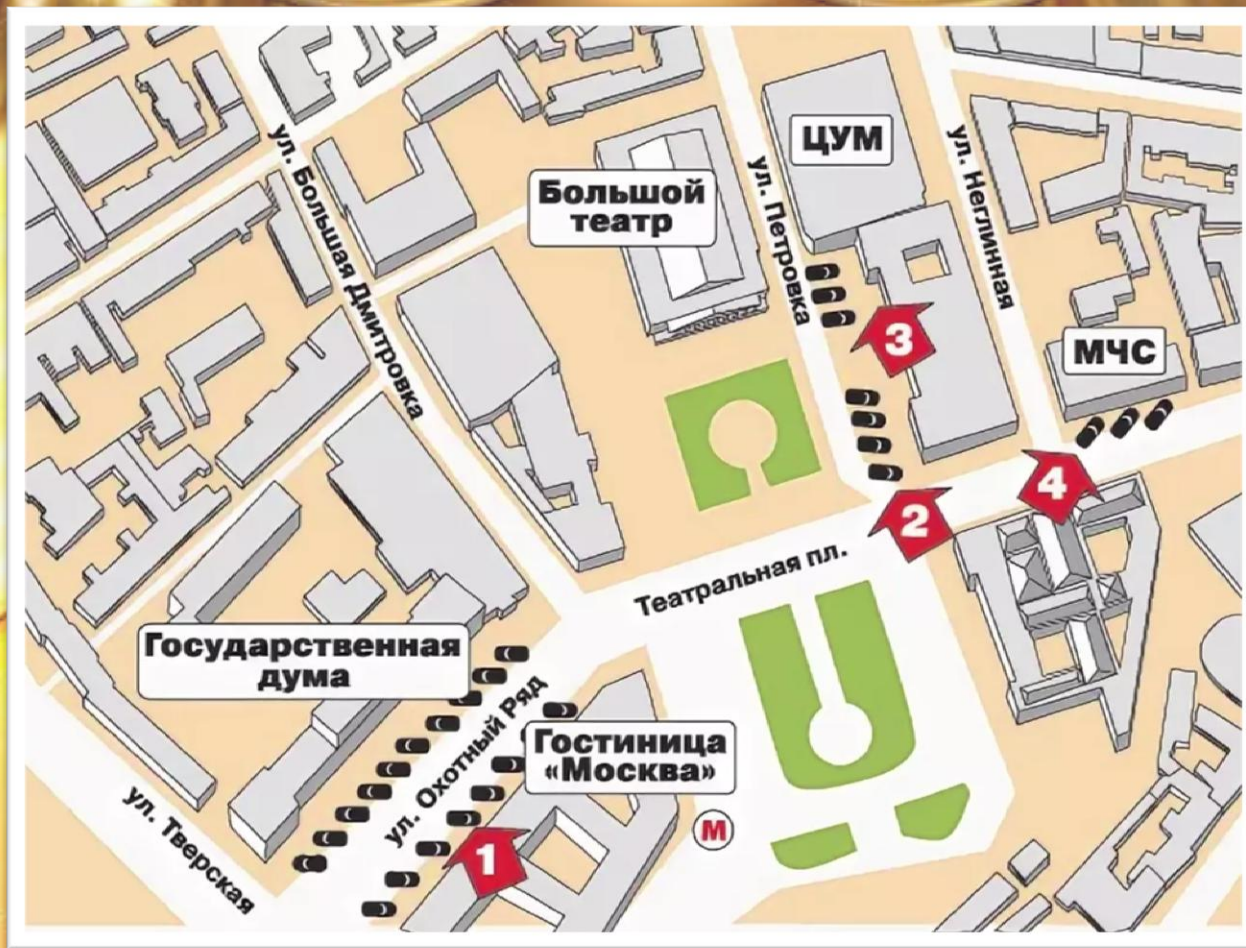 ул. Большая Дмитровка
Большой
театр
ул. Петровка
ЦУМ
ул. Неглинная
МЧС
3
4
2
Театральная пл.
Государственная
дума
ул. Охотный Ряд
Гостиница
«Москва»
М
1
ул. Тверская